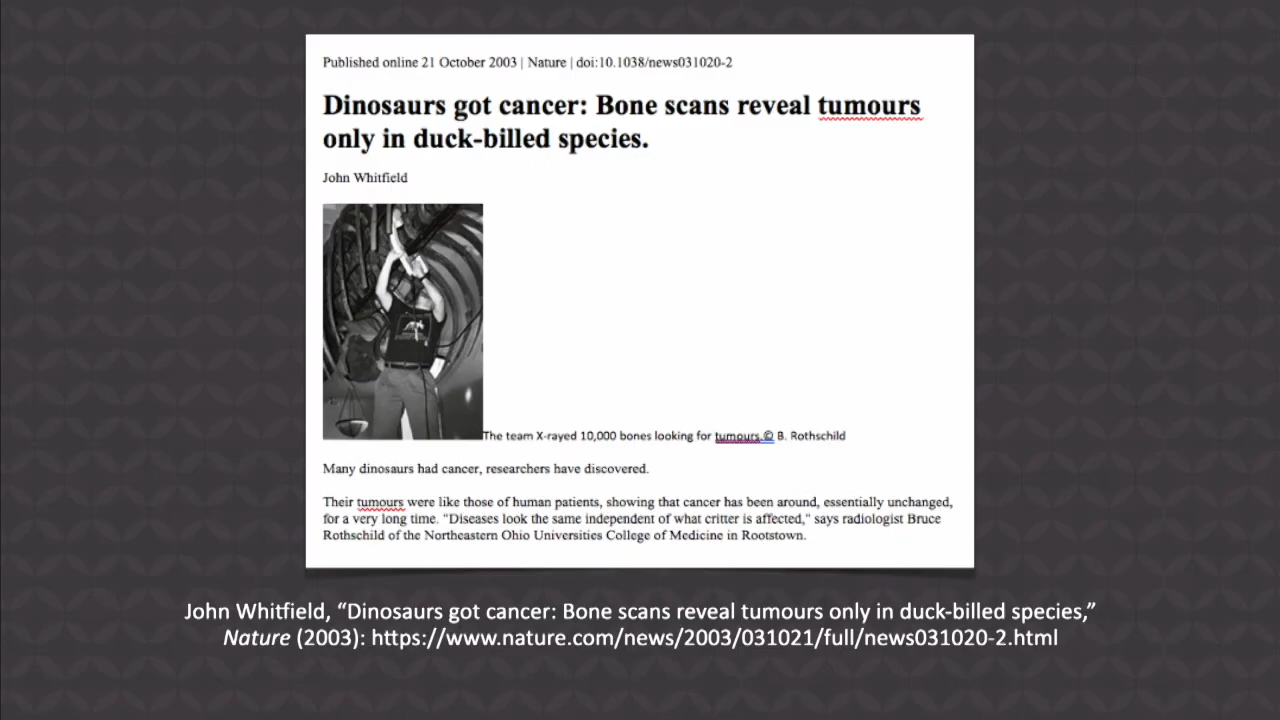 Published online 21 October 2003 | Nature | doi:10.1038/news031020-2
Dinosaurs got cancer: Bone scans reveal tumours
only in duck-billed species.
John Whitfield
The team X-rayed 10,000 bones looking for tumours.© B. Rothschild
Many dinosaurs had cancer, researchers have discovered.
Their tumours were like those of human patients, showing that cancer has been around, essentially unchanged,
for a very long time. "Diseases look the same independent of what critter is affected," says radiologist Bruce
Rothschild of the Northeastern Ohio Universities College of Medicine in Rootstown.
John Whitfield, “Dinosaurs got cancer: Bone scans reveal tumours only in duck-billed species,”
Nature (2003): https://www.nature.com/news/2003/031021/full/news031020-2.html